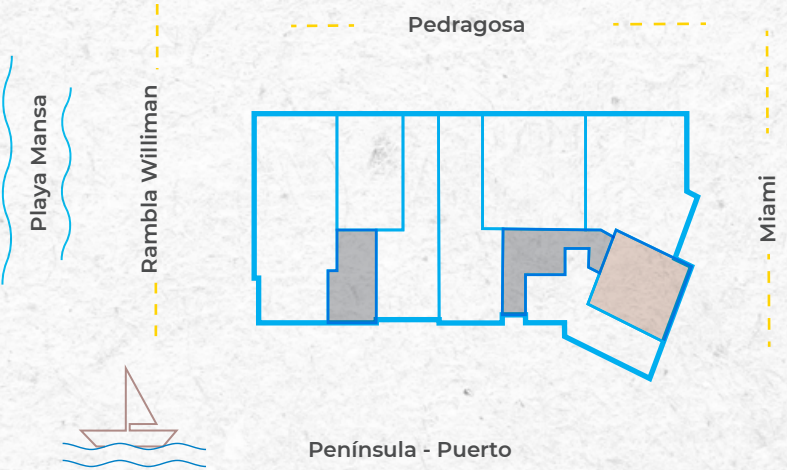 Pedragosa
Playa Mansa
Rambla Williman
Miami
Península - Puerto